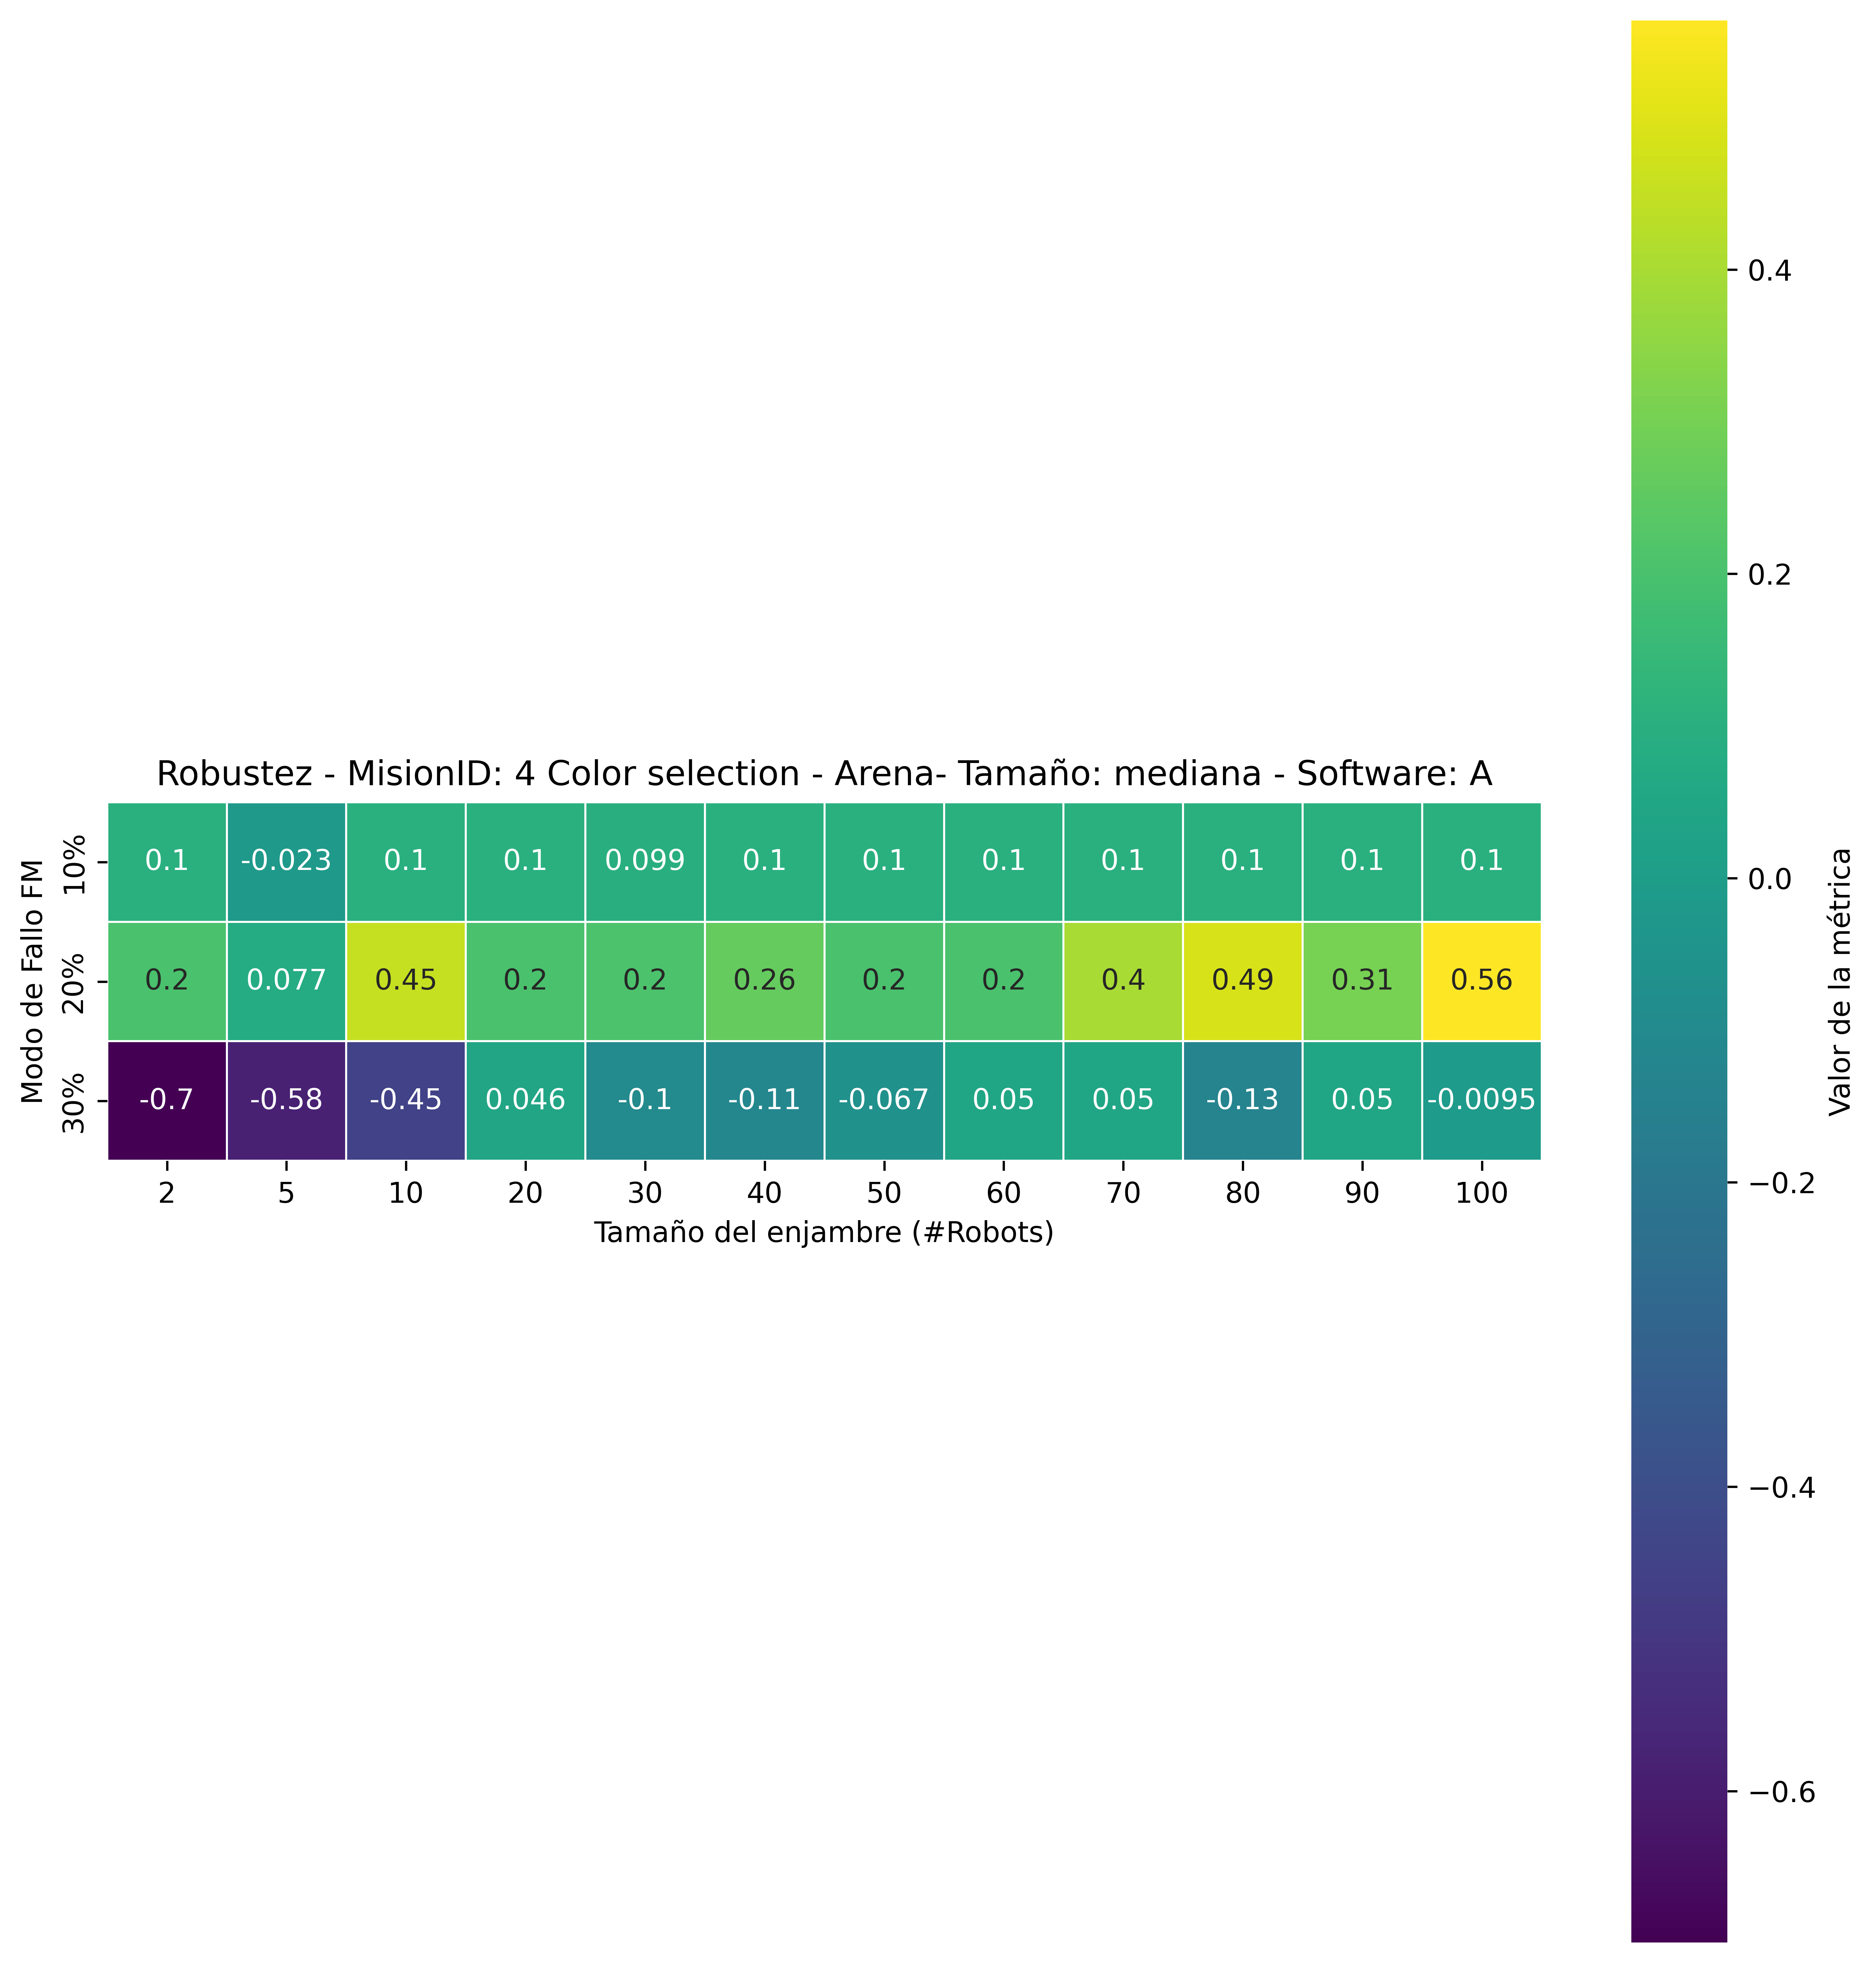 Robustez - MisionID: 4 Color selection - Arena- Tamaño: mediana - Software: A
Modo de Fallo FM
10% 0.1 -0.023 0.1 0.1 0.099 0.1 0.1 0.1 0.1 0.1 0.1 0.1
20% 0.2 0.077 0.45 0.2 0.2 0.26 0.2 0.2 0.4 0.49 0.31 0.56
30% -0.7 -0.58 -0.45 0.046 -0.1 -0.11 -0.067 0.05 0.05 -0.13 0.05 -0.0095
2 5 10 20 30 40 50 60 70 80 90 100
Tamaño del enjambre (#Robots)
0.4
0.2
0.0
−0.2
−0.4
−0.6
Valor de la métrica